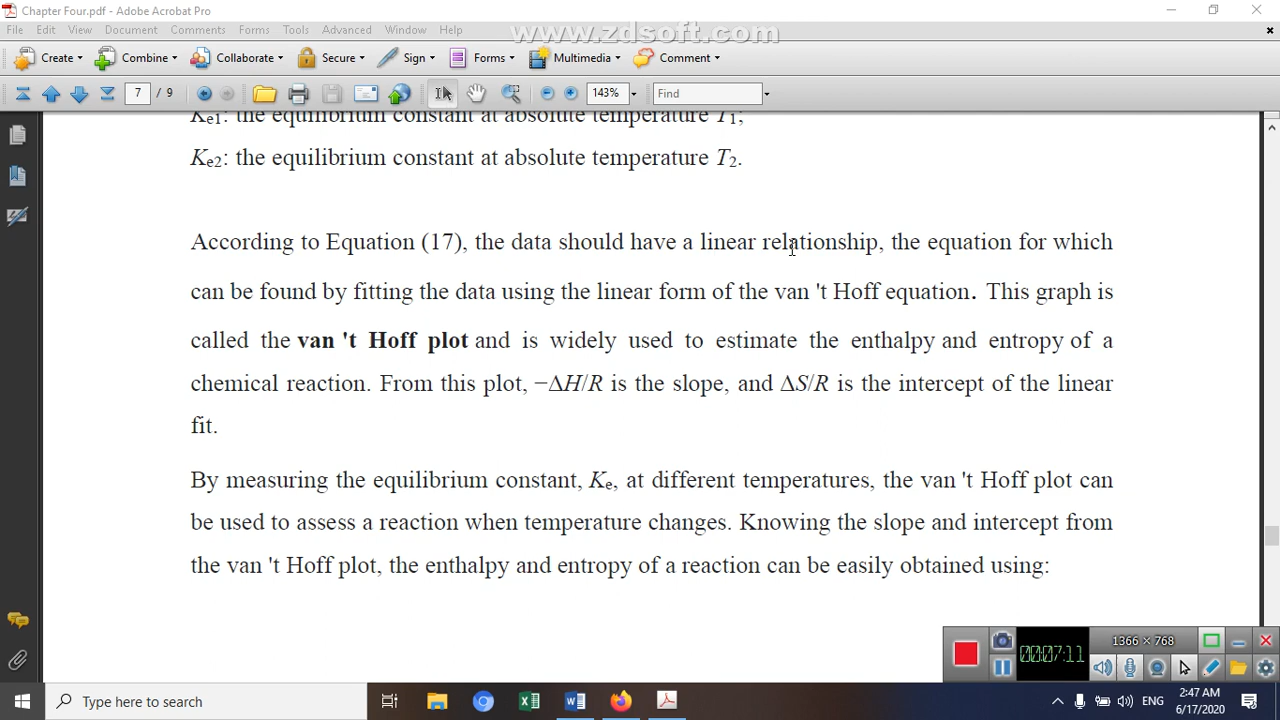 Chapter Four.pdf - Adobe Acrobat Pro
www.zdsoft.com
File Edit View Document Comments Forms Tools Advanced Window Help
Create Combine Collaborate Secure Sign Forms Multimedia Comment
7 / 9 143% Find
Ke1: the equilibrium constant at absolute temperature T1;
Ke2: the equilibrium constant at absolute temperature T2.
According to Equation (17), the data should have a linear relationship, the equation for which
can be found by fitting the data using the linear form of the van 't Hoff equation. This graph is
called the van 't Hoff plot and is widely used to estimate the enthalpy and entropy of a
chemical reaction. From this plot, −ΔH/R is the slope, and ΔS/R is the intercept of the linear
fit.
By measuring the equilibrium constant, Ke, at different temperatures, the van 't Hoff plot can
be used to assess a reaction when temperature changes. Knowing the slope and intercept from
the van 't Hoff plot, the enthalpy and entropy of a reaction can be easily obtained using:
00:07:11
1366 × 768
Type here to search
ENG
2:47 AM
6/17/2020